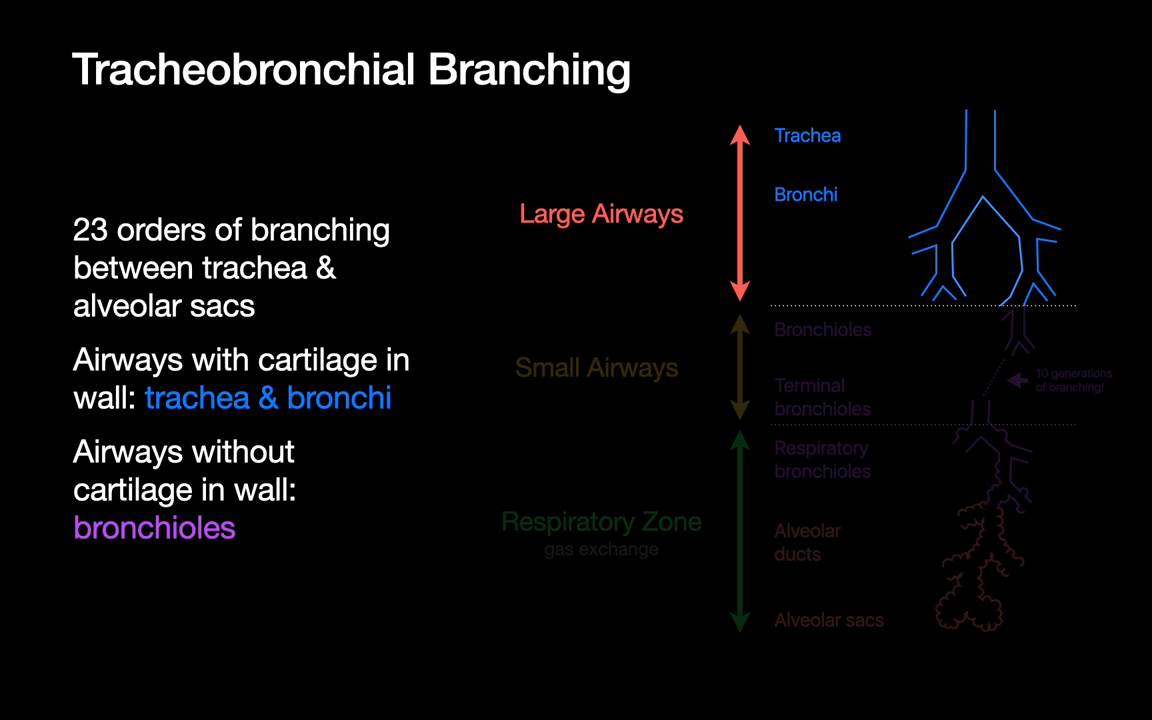 Tracheobronchial Branching
23 orders of branching
between trachea &
alveolar sacs
Airways with cartilage in
wall: trachea & bronchi
Airways without
cartilage in wall:
bronchioles
Large Airways
Trachea
Bronchi
Small Airways
Bronchioles
Terminal
bronchioles
10 generations
of branching!
Respiratory Zone
gas exchange
Respiratory
bronchioles
Alveolar
ducts
Alveolar sacs